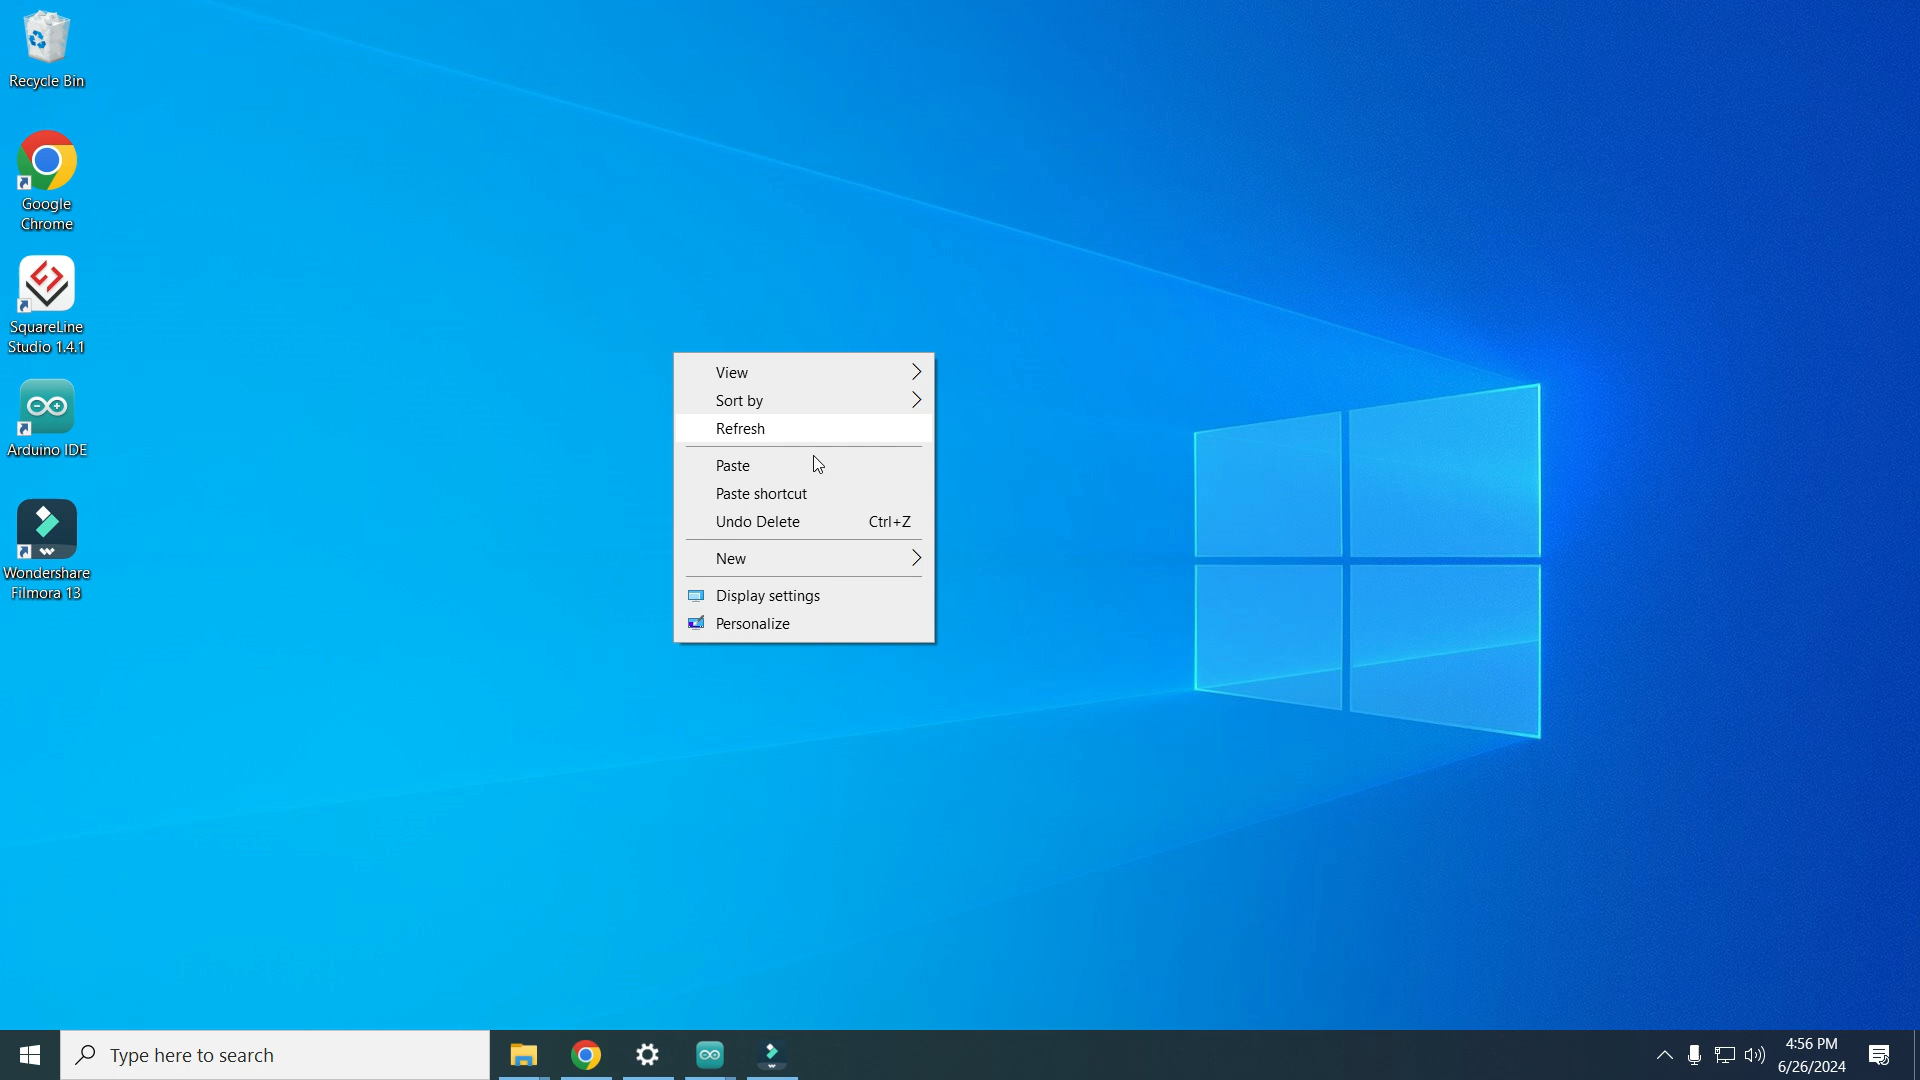 Recycle Bin
Google
Chrome
SquareLine
Studio 1.4.1
Arduino IDE
Wondershare
Filmora 13
View
Sort by
Refresh
Paste
Paste shortcut
Undo Delete Ctrl+Z
New
Display settings
Personalize
Type here to search
4:56 PM
6/26/2024